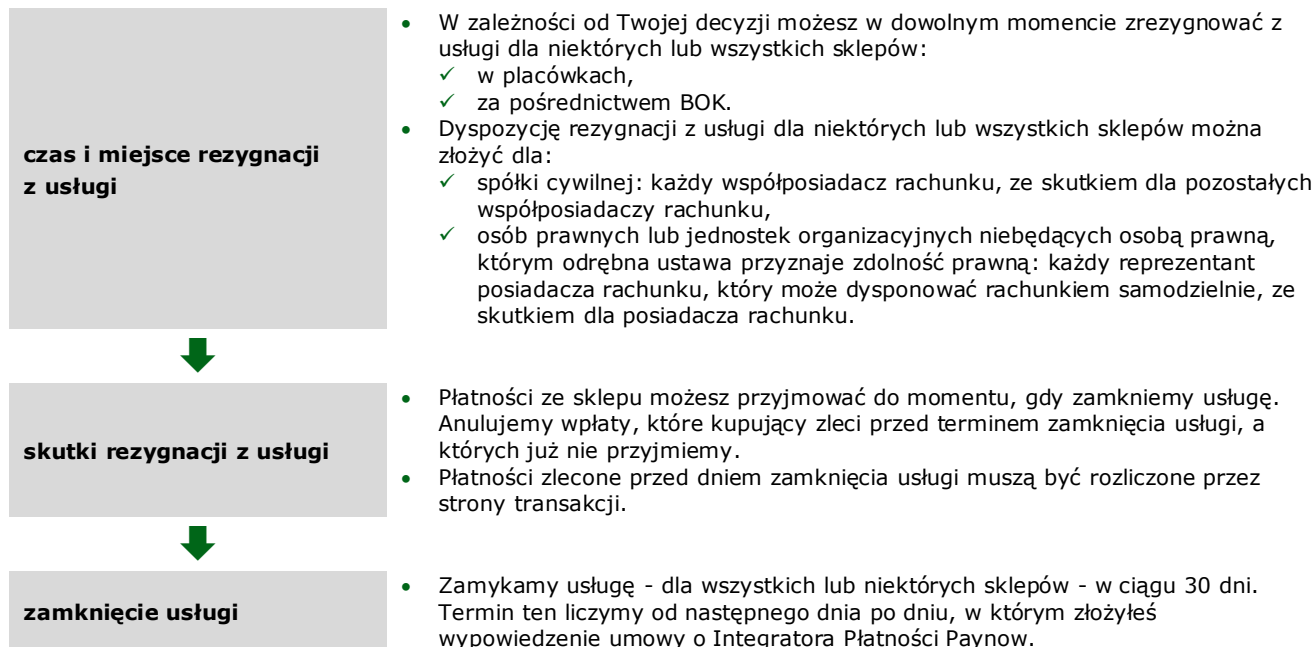 czas i miejsce rezygnacji
z usługi
• W zależności od Twojej decyzji możesz w dowolnym momencie zrezygnować z
usługi dla niektórych lub wszystkich sklepów:
✓ w placówkach,
✓ za pośrednictwem BOK.
• Dyspozycję rezygnacji z usługi dla niektórych lub wszystkich sklepów można
złożyć dla:
✓ spółki cywilnej: każdy współposiadacz rachunku, ze skutkiem dla pozostałych
współposiadaczy rachunku,
✓ osób prawnych lub jednostek organizacyjnych niebędących osobą prawną,
którym odrębna ustawa przyznaje zdolność prawną: każdy reprezentant
posiadacza rachunku, który może dysponować rachunkiem samodzielnie, ze
skutkiem dla posiadacza rachunku.
skutki rezygnacji z usługi
• Płatności ze sklepu możesz przyjmować do momentu, gdy zamkniemy usługę.
Anulujemy wpłaty, które kupujący zleci przed terminem zamknięcia usługi, a
których już nie przyjmiemy.
• Płatności zlecone przed dniem zamknięcia usługi muszą być rozliczone przez
strony transakcji.
zamknięcie usługi
• Zamykamy usługę - dla wszystkich lub niektórych sklepów - w ciągu 30 dni.
Termin ten liczymy od następnego dnia po dniu, w którym złożyłeś
wypowiedzenie umowy o Integratora Płatności Paynow.